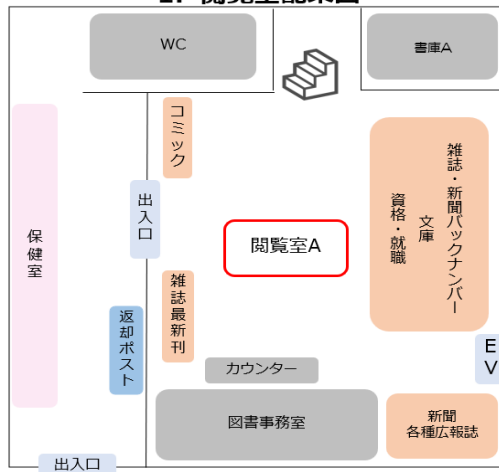 WC
書庫A
コミック
雑誌・新聞バックナンバー
文庫
資格・就職
出入口
保健室
閲覧室A
雑誌最新刊
返却ポスト
EV
カウンター
図書事務室
新聞
各種広報誌
出入口